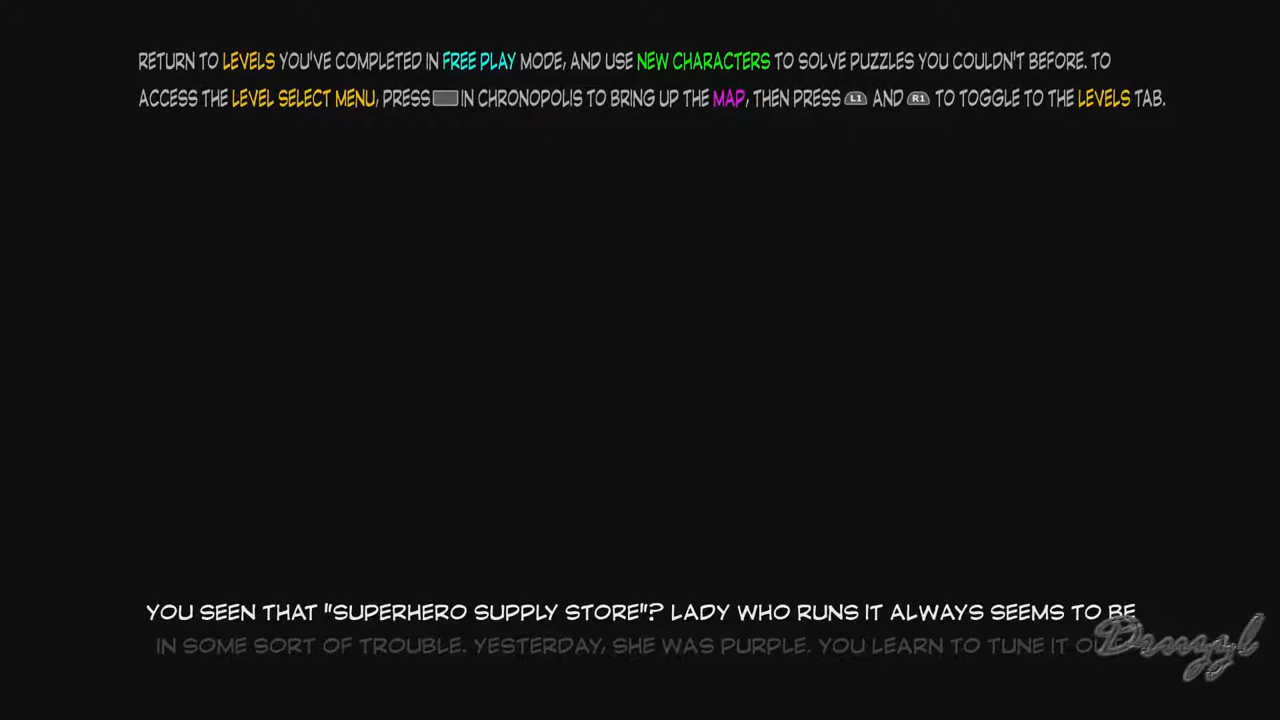 RETURN TO LEVELS YOU'VE COMPLETED IN FREE PLAY MODE, AND USE NEW CHARACTERS TO SOLVE PUZZLES YOU COULDN'T BEFORE. TO
ACCESS THE LEVEL SELECT MENU, PRESS IN CHRONOPOLIS TO BRING UP THE MAP, THEN PRESS L1 AND R1 TO TOGGLE TO THE LEVELS TAB.
YOU SEEN THAT "SUPERHERO SUPPLY STORE"? LADY WHO RUNS IT ALWAYS SEEMS TO BE
IN SOME SORT OF TROUBLE. YESTERDAY, SHE WAS PURPLE. YOU LEARN TO TUNE IT